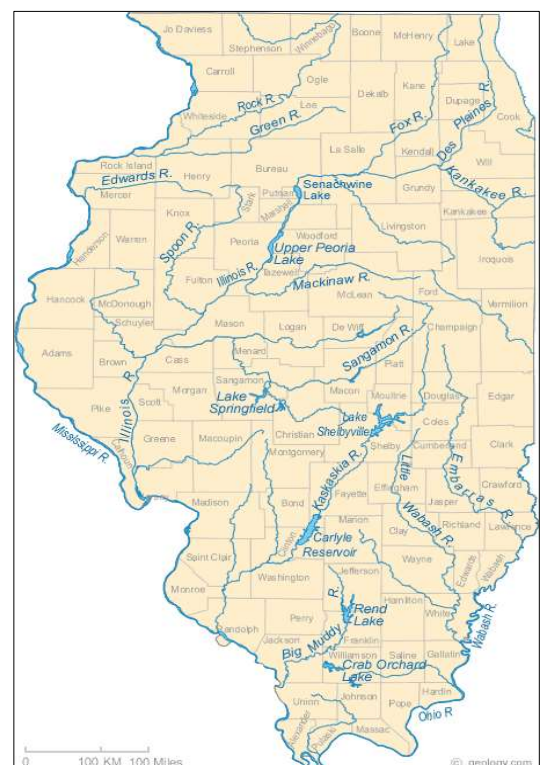 Jo Daviess
Stephenson
Winnebago
Boone
McHenry
Lake
Carroll
Ogle
Dekalb
Kane
Cook
Dupage
Whiteside
Rock R.
Lee
Green R.
Fox R.
Des Plaines R.
La Salle
Kendall
Will
Rock Island
Edwards R.
Henry
Bureau
Putnam
Senachwine
Lake
Grundy
Kankakee R.
Mercer
Stark
Marshall
Kankakee
Knox
Henderson
Warren
Spoon R.
Peoria
Woodford
Livingston
Upper Peoria
Lake
Iroquois
Illinois R.
Tazewell
Fulton
Mackinaw R.
McLean
Ford
Hancock
McDonough
Vermilion
Schuyler
Mason
Logan
De Witt
Champaign
Adams
Brown
Cass
Menard
Sangamon R.
Piatt
Sangamon
Morgan
Lake
Springfield
Macon
Moultrie
Douglas
Edgar
Illinois R.
Scott
Pike
Lake
Shelbyville
Coles
Greene
Macoupin
Christian
Shelby
Cumberland
Clark
Mississippi R.
Calhoun
Montgomery
Little Wabash R.
Embarras R.
Kaskaskia R.
Effingham
Crawford
Jasper
Madison
Bond
Fayette
Marion
Clay
Richland
Lawrence
Clinton
Carlyle
Reservoir
Saint Clair
Wayne
Edwards
Wabash
Washington
Jefferson
Monroe
Hamilton
White
Wabash R.
Perry
Rend
Lake
Randolph
Jackson
Big Muddy R.
Franklin
Williamson
Saline
Gallatin
Crab Orchard
Lake
Union
Johnson
Pope
Hardin
Ohio R
Alexander
Pulaski
Massac
0 100 KM 100 Miles
© geology.com